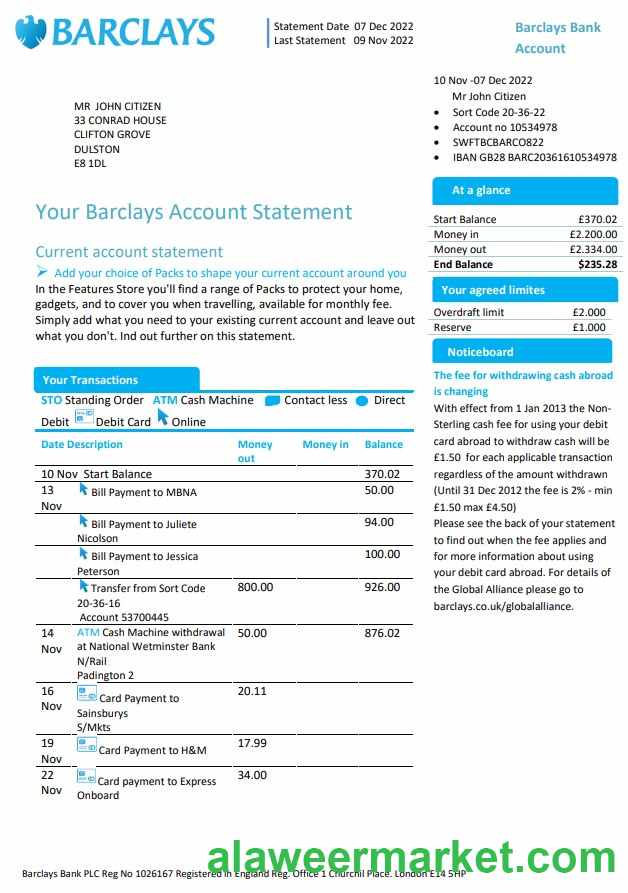 BARCLAYS
Statement Date 07 Dec 2022
Last Statement 09 Nov 2022
Barclays Bank
Account
10 Nov -07 Dec 2022
Mr John Citizen
• Sort Code 20-36-22
• Account no 10534978
• SWFTBCBARCO822
• IBAN GB28 BARC20361610534978
MR JOHN CITIZEN
33 CONRAD HOUSE
CLIFTON GROVE
DULSTON
E8 1DL
Your Barclays Account Statement
Current account statement
Add your choice of Packs to shape your current account around you
In the Features Store you'll find a range of Packs to protect your home,
gadgets, and to cover you when travelling, available for monthly fee.
Simply add what you need to your existing current account and leave out
what you don't. Ind out further on this statement.
At a glance
Start Balance £370.02
Money in £2.200.00
Money out £2.334.00
End Balance $235.28
Your agreed limites
Overdraft limit £2.000
Reserve £1.000
Noticeboard
The fee for withdrawing cash abroad
is changing
With effect from 1 Jan 2013 the Non-
Sterling cash fee for using your debit
card abroad to withdraw cash will be
£1.50 for each applicable transaction
regardless of the amount withdrawn
(Until 31 Dec 2012 the fee is 2% - min
£1.50 max £4.50)
Please see the back of your statement
to find out when the fee applies and
for more information about using
your debit card abroad. For details of
the Global Alliance please go to
barclays.co.uk/globalalliance.
Your Transactions
STO Standing Order ATM Cash Machine Contact less Direct
Debit Debit Card Online
Date Description Money Money in Balance
out
10 Nov Start Balance 370.02
13 Bill Payment to MBNA 50.00
Nov
Bill Payment to Juliete 94.00
Nicolson
Bill Payment to Jessica 100.00
Peterson
Transfer from Sort Code 800.00 926.00
20-36-16
Account 53700445
14 ATM Cash Machine withdrawal 50.00 876.02
Nov at National Wetminster Bank
N/Rail
Padington 2
16 Card Payment to 20.11
Nov Sainsburys
S/Mkts
19 Card Payment to H&M 17.99
Nov
22 Card payment to Express 34.00
Nov Onboard
alaweermarket.com
Barclays Bank PLC Reg No 1026167 Registered in England Reg. Office 1 Churchil Place. London E14 5HP